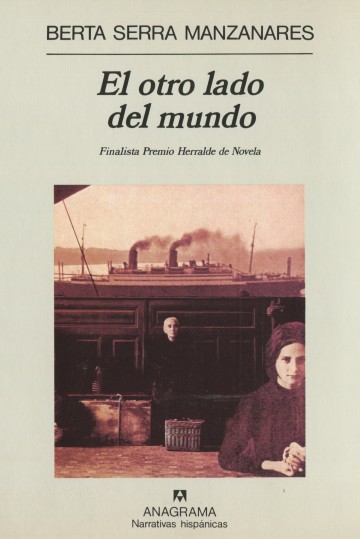 BERTA SERRA MANZANARES
El otro lado
del mundo
Finalista Premio Herralde de Novela
ANAGRAMA
Narrativas hispánicas